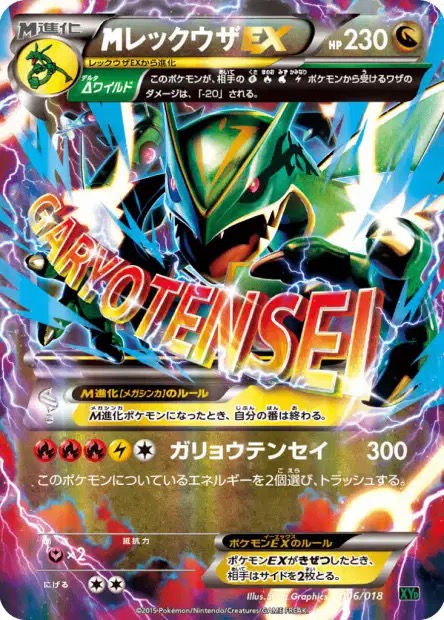 M進化
MレックウザEX HP230
レックウザEXから進化
デルタ
Δワイルド
このポケモンが、相手の ポケモンから受けるワザの
ダメージは、「-20」される。
GARYOTENSEI
M進化[メガシンカ]のルール
M進化ポケモンになったとき、自分の番は終わる。
ガリョウテンセイ 300
このポケモンについているエネルギーを2個選び、トラッシュする。
抵抗力
×2
にげる
ポケモンEXのルール
ポケモンEXがきぜつしたとき、
相手はサイドを2枚とる。
Illus. Graphics 006/018 XY
©2015 Pokémon/Nintendo/Creatures/GAME FREAK